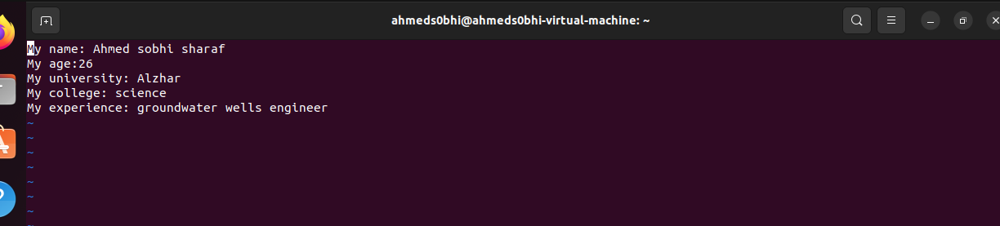 ahmeds0bhi@ahmeds0bhi-virtual-machine: ~
My name: Ahmed sobhi sharaf
My age:26
My university: Alzhar
My college: science
My experience: groundwater wells engineer
~
~
~
~
~
~
~
~